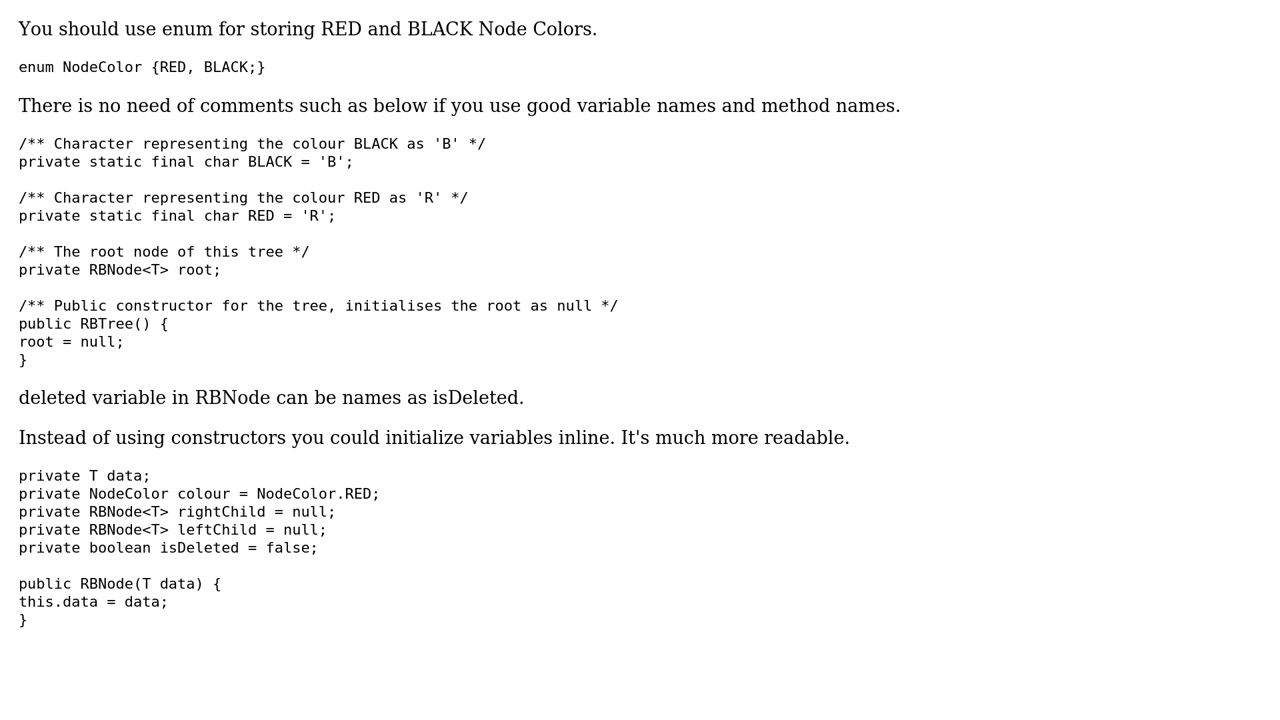 You should use enum for storing RED and BLACK Node Colors.
enum NodeColor {RED, BLACK;}
There is no need of comments such as below if you use good variable names and method names.
/** Character representing the colour BLACK as 'B' */
private static final char BLACK = 'B';
/** Character representing the colour RED as 'R' */
private static final char RED = 'R';
/** The root node of this tree */
private RBNode<T> root;
/** Public constructor for the tree, initialises the root as null */
public RBTree() {
root = null;
}
deleted variable in RBNode can be names as isDeleted.
Instead of using constructors you could initialize variables inline. It's much more readable.
private T data;
private NodeColor colour = NodeColor.RED;
private RBNode<T> rightChild = null;
private RBNode<T> leftChild = null;
private boolean isDeleted = false;
public RBNode(T data) {
this.data = data;
}